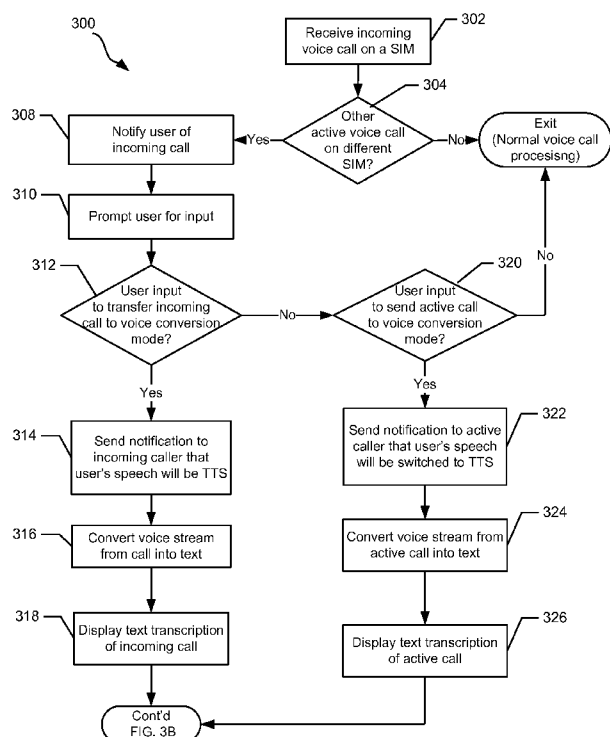 300
Receive incoming
voice call on a SIM
302
304
Other
active voice call
on different
SIM?
Yes
No
Exit
(Normal voice call
procesisng)
308
Notify user of
incoming call
310
Prompt user for input
312
User input
to transfer incoming
call to voice conversion
mode?
No
320
User input
to send active call
to voice conversion
mode?
No
Yes
Yes
314
Send notification to
incoming caller that
user's speech will be TTS
322
Send notification to active
caller that user's speech
will be switched to TTS
316
Convert voice stream
from call into text
324
Convert voice stream from
active call into text
318
Display text transcription
of incoming call
326
Display text transcription
of active call
Cont'd
FIG. 3B